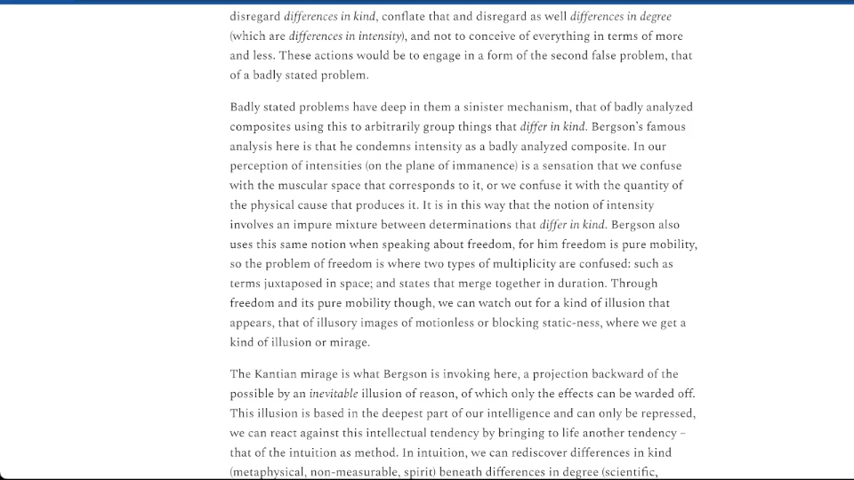 disregard differences in kind, conflate that and disregard as well differences in degree
(which are differences in intensity), and not to conceive of everything in terms of more
and less. These actions would be to engage in a form of the second false problem, that
of a badly stated problem.
Badly stated problems have deep in them a sinister mechanism, that of badly analyzed
composites using this to arbitrarily group things that differ in kind. Bergson's famous
analysis here is that he condemns intensity as a badly analyzed composite. In our
perception of intensities (on the plane of immanence) is a sensation that we confuse
with the muscular space that corresponds to it, or we confuse it with the quantity of
the physical cause that produces it. It is in this way that the notion of intensity
involves an impure mixture between determinations that differ in kind. Bergson also
uses this same notion when speaking about freedom, for him freedom is pure mobility,
so the problem of freedom is where two types of multiplicity are confused: such as
terms juxtaposed in space; and states that merge together in duration. Through
freedom and its pure mobility though, we can watch out for a kind of illusion that
appears, that of illusory images of motionless or blocking static-ness, where we get a
kind of illusion or mirage.
The Kantian mirage is what Bergson is invoking here, a projection backward of the
possible by an inevitable illusion of reason, of which only the effects can be warded off.
This illusion is based in the deepest part of our intelligence and can only be repressed,
we can react against this intellectual tendency by bringing to life another tendency –
that of the intuition as method. In intuition, we can rediscover differences in kind
(metaphysical, non-measurable, spirit) beneath differences in degree (scientific,